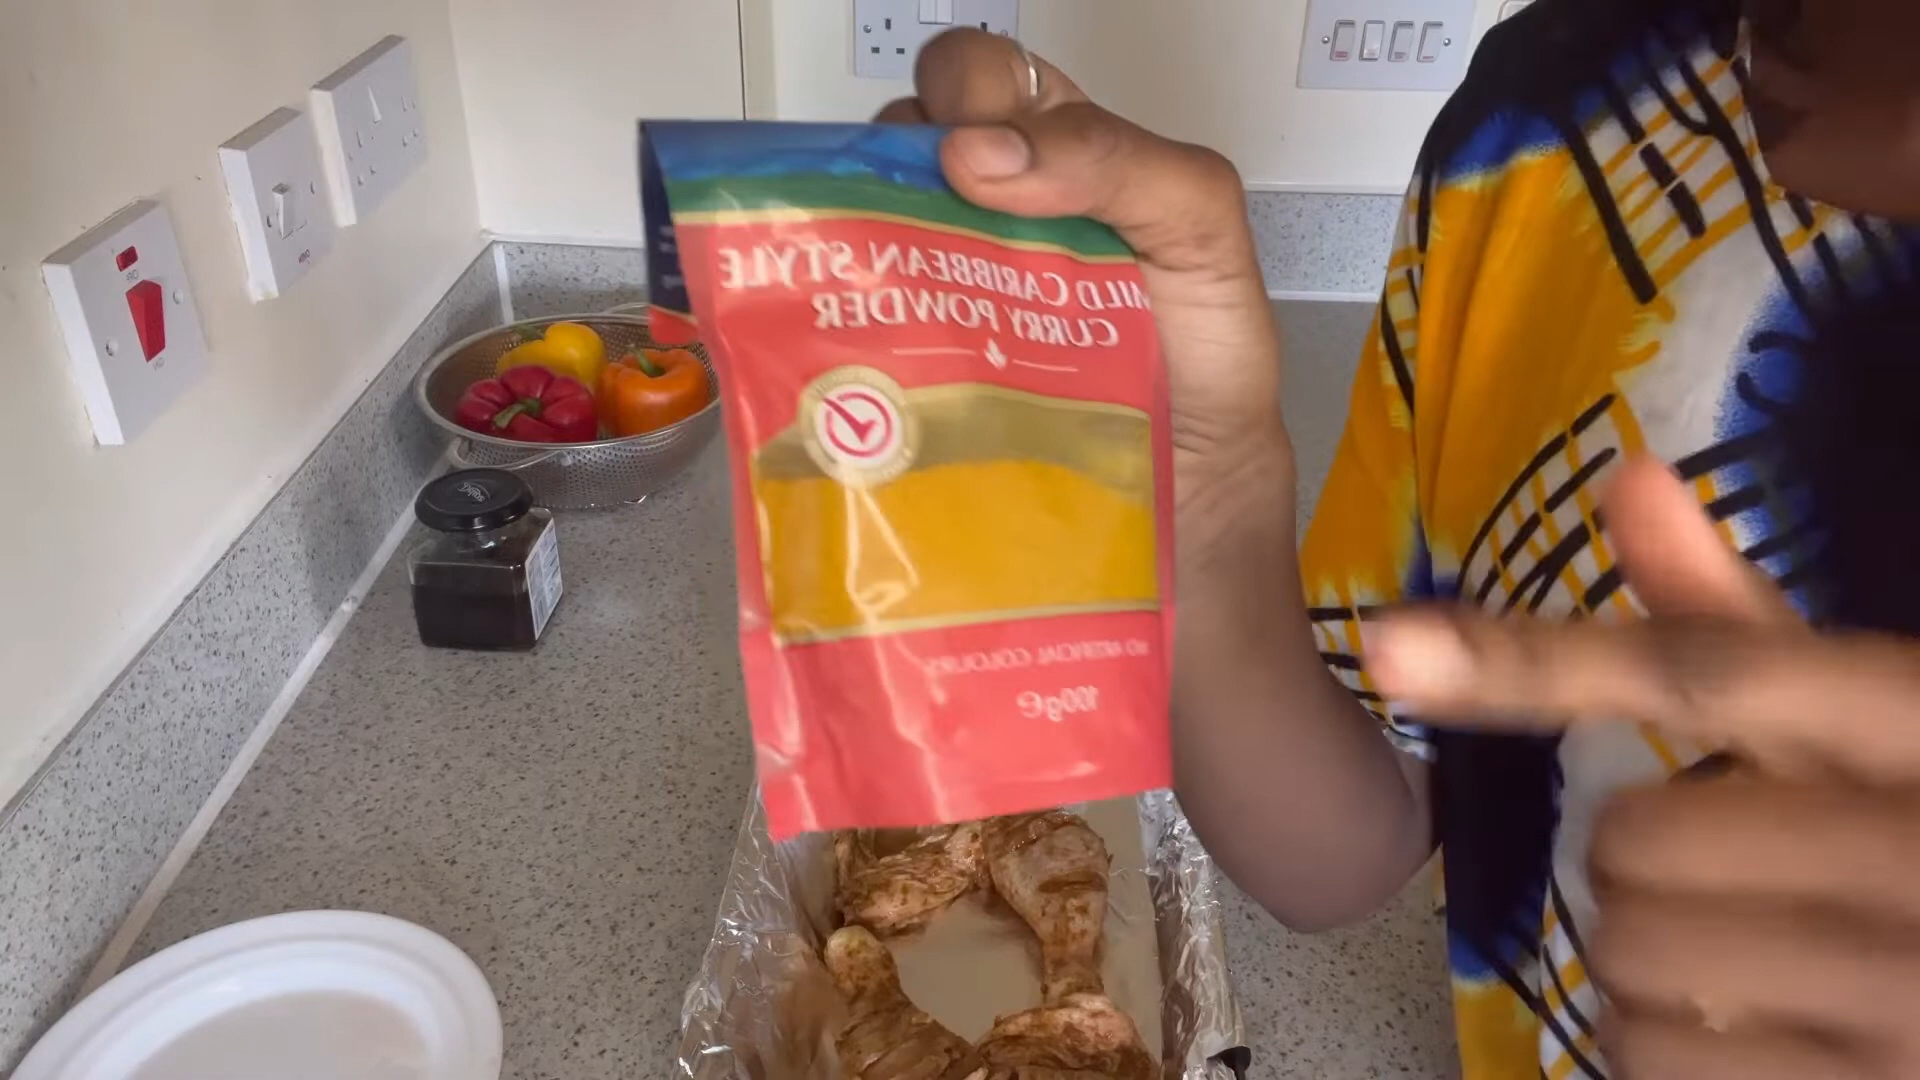 MILD CARIBBEAN STYLE
CURRY POWDER
NO ARTIFICIAL COLOURS
100g e